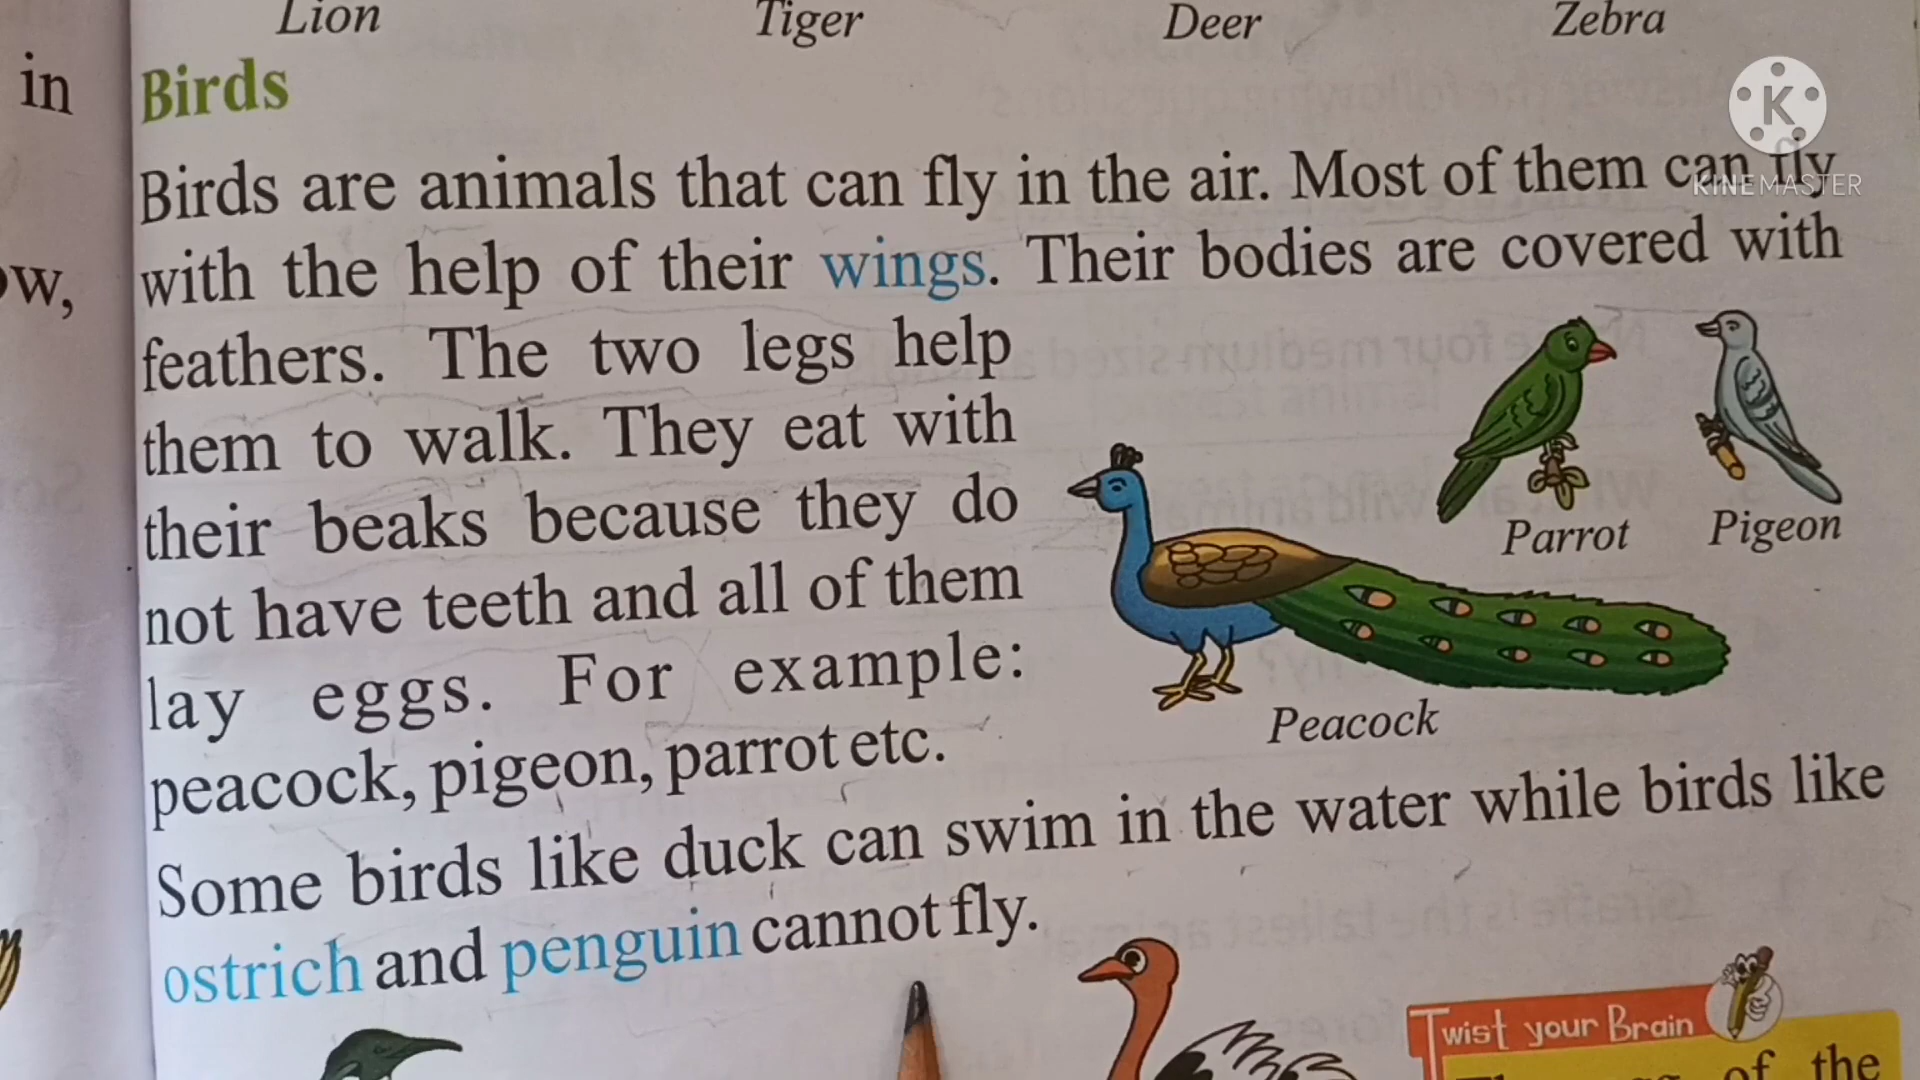 Lion Tiger Deer Zebra
in
Birds
Birds are animals that can fly in the air. Most of them can fly
with the help of their wings. Their bodies are covered with
feathers. The two legs help
them to walk. They eat with
their beaks because they do
not have teeth and all of them
lay eggs. For example:
peacock, pigeon, parrot etc.
Parrot Pigeon
Peacock
Some birds like duck can swim in the water while birds like
ostrich and penguin cannot fly.
Twist your Brain
of the
K
KINEMASTER